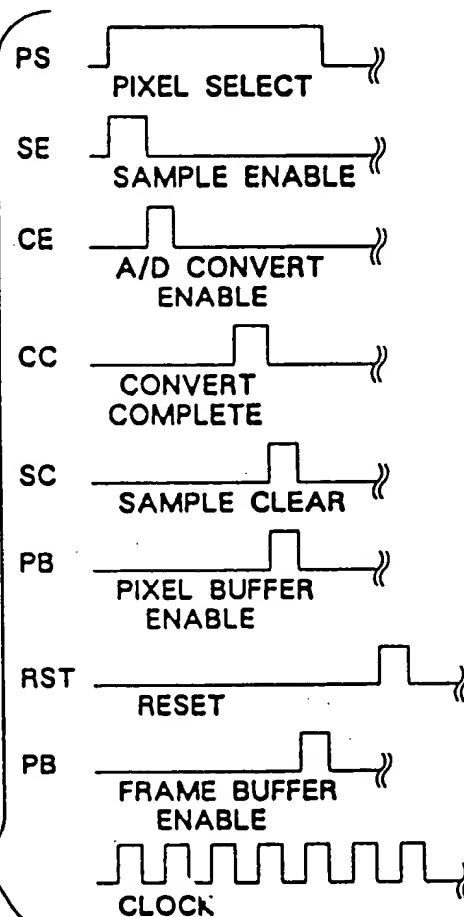 PS
PIXEL SELECT
SE
SAMPLE ENABLE
CE
A/D CONVERT
ENABLE
CC
CONVERT
COMPLETE
SC
SAMPLE CLEAR
PB
PIXEL BUFFER
ENABLE
RST
RESET
PB
FRAME BUFFER
ENABLE
CLOCK